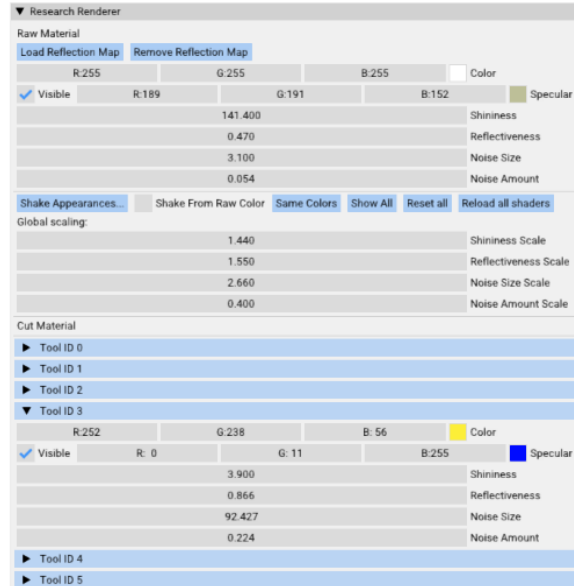 Research Renderer
Raw Material
Load Reflection Map Remove Reflection Map
R:255 G:255 B:255 Color
Visible R:189 G:191 B:152 Specular
141.400 Shininess
0.470 Reflectiveness
3.100 Noise Size
0.054 Noise Amount
Shake Appearances... Shake From Raw Color Same Colors Show All Reset all Reload all shaders
Global scaling:
1.440 Shininess Scale
1.550 Reflectiveness Scale
2.660 Noise Size Scale
0.400 Noise Amount Scale
Cut Material
Tool ID 0
Tool ID 1
Tool ID 2
Tool ID 3
R:252 G:238 B: 56 Color
Visible R: 0 G: 11 B:255 Specular
3.900 Shininess
0.866 Reflectiveness
92.427 Noise Size
0.224 Noise Amount
Tool ID 4
Tool ID 5